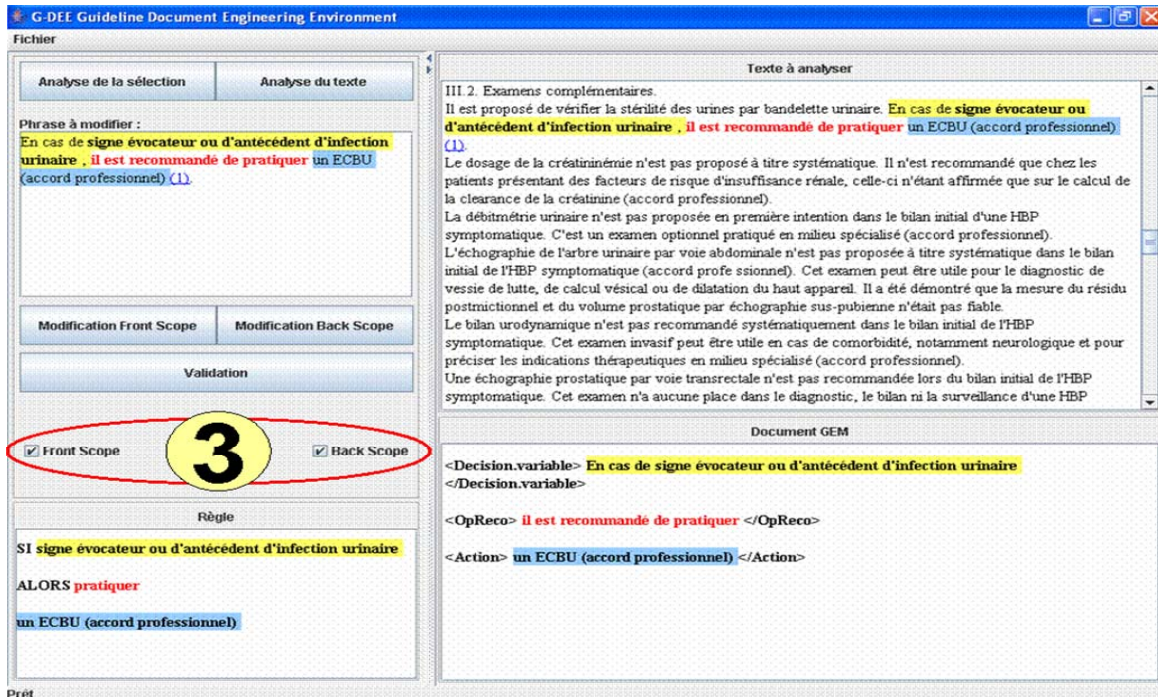 G-DEE Guideline Document Engineering Environment
Fichier
Analyse de la sélection
Analyse du texte
Phrase à modifier :
En cas de signe évocateur ou d'antécédent d'infection
urinaire , il est recommandé de pratiquer un ECBU
(accord professionnel) (1).
Modification Front Scope
Modification Back Scope
Validation
Front Scope
3
Back Scope
Règle
SI signe évocateur ou d'antécédent d'infection urinaire
ALORS pratiquer
un ECBU (accord professionnel)
Prêt
Texte à analyser
III.2. Examens complémentaires.
Il est proposé de vérifier la stérilité des urines par bandelette urinaire. En cas de signe évocateur ou
d'antécédent d'infection urinaire , il est recommandé de pratiquer un ECBU (accord professionnel)
(1).
Le dosage de la créatininémie n'est pas proposé à titre systématique. Il n'est recommandé que chez les
patients présentant des facteurs de risque d'insuffisance rénale, celle-ci n'étant affirmée que sur le calcul de
la clearance de la créatinine (accord professionnel).
La débitmétrie urinaire n'est pas proposée en première intention dans le bilan initial d'une HBP
symptomatique. C'est un examen optionnel pratiqué en milieu spécialisé (accord professionnel).
L'échographie de l'arbre urinaire par voie abdominale n'est pas proposée à titre systématique dans le bilan
initial de l'HBP symptomatique (accord profe ssionnel). Cet examen peut être utile pour le diagnostic de
vessie de lutte, de calcul vésical ou de dilatation du haut appareil. Il a été démontré que la mesure du résidu
postmictionnel et du volume prostatique par échographie sus-pubienne n'était pas fiable.
Le bilan urodynamique n'est pas recommandé systématiquement dans le bilan initial de l'HBP
symptomatique. Cet examen invasif peut être utile en cas de comorbidité, notamment neurologique et pour
préciser les indications thérapeutiques en milieu spécialisé (accord professionnel).
Une échographie prostatique par voie transrectale n'est pas recommandée lors du bilan initial de l'HBP
symptomatique. Cet examen n'a aucune place dans le diagnostic, le bilan ni la surveillance d'une HBP
Document GEM
<Decision.variable> En cas de signe évocateur ou d'antécédent d'infection urinaire
</Decision.variable>
<OpReco> il est recommandé de pratiquer </OpReco>
<Action> un ECBU (accord professionnel) </Action>